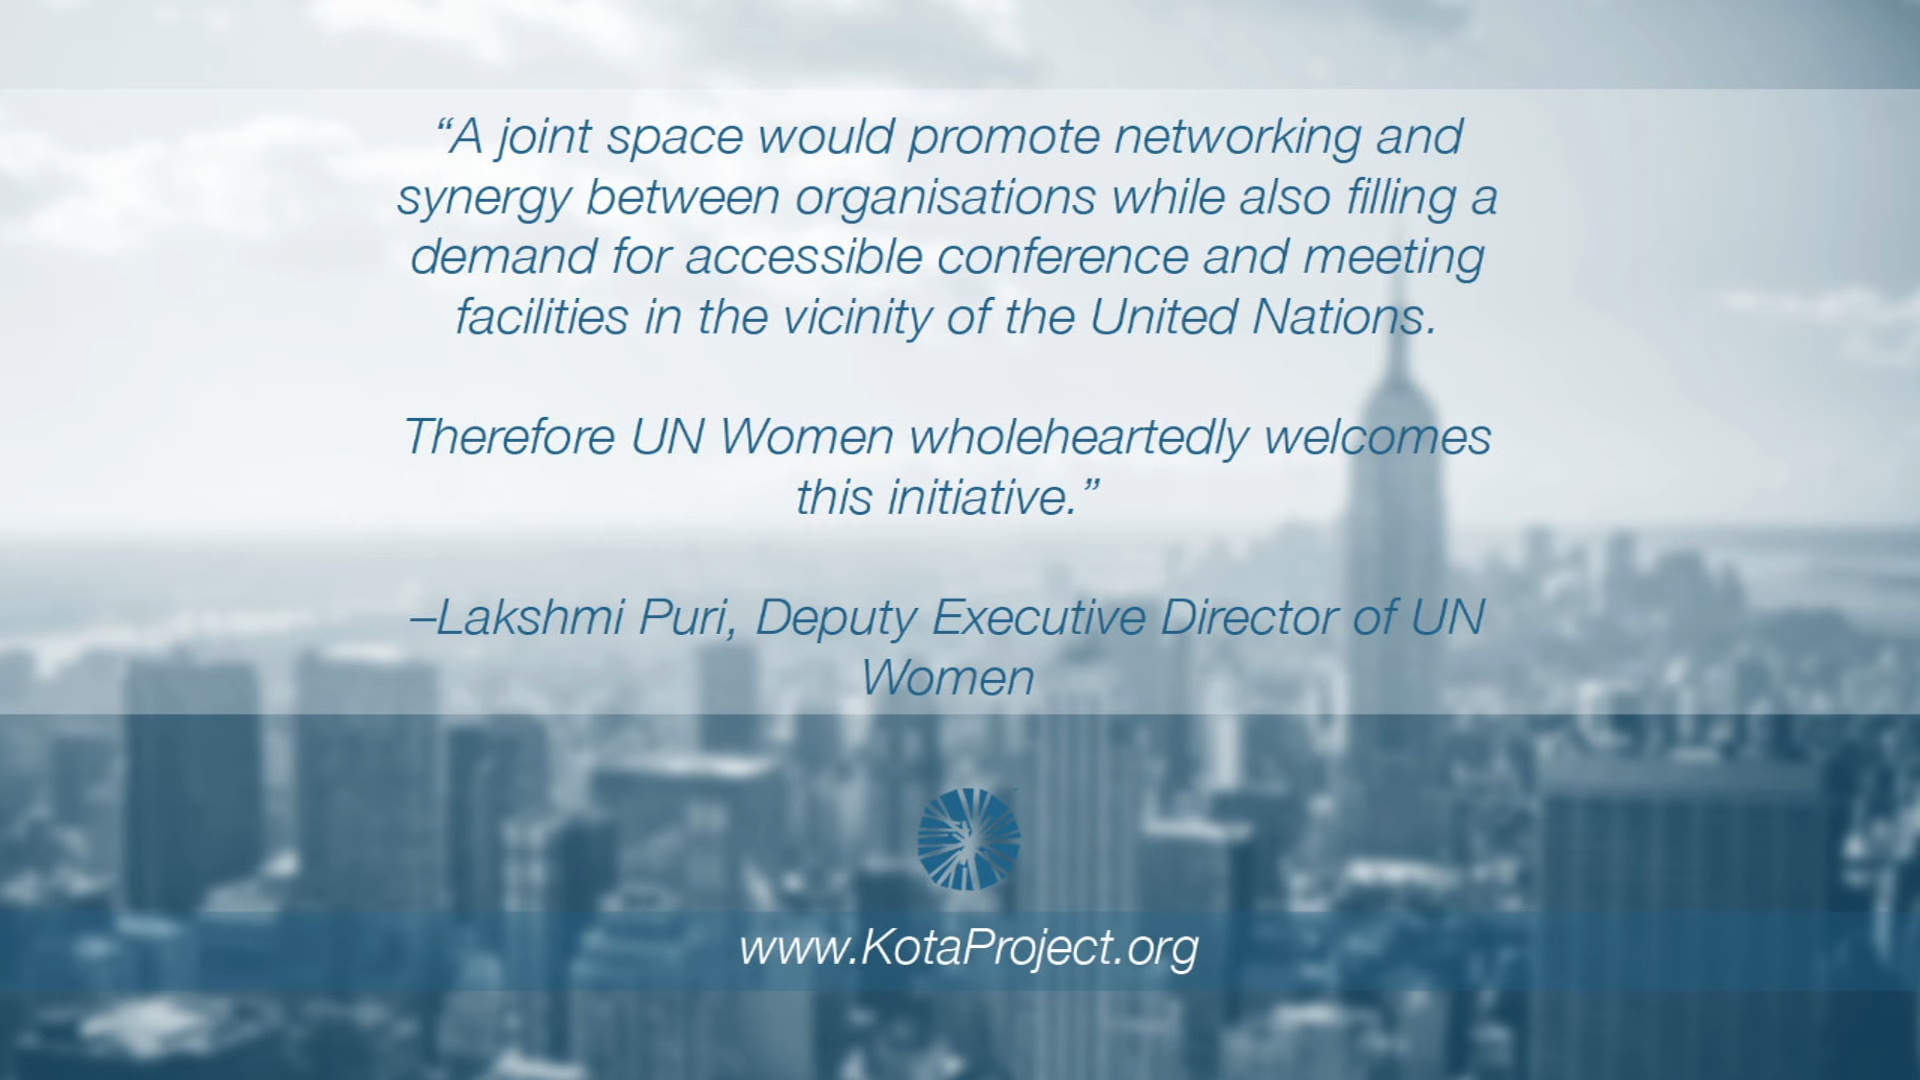 “A joint space would promote networking and
synergy between organisations while also filling a
demand for accessible conference and meeting
facilities in the vicinity of the United Nations.
Therefore UN Women wholeheartedly welcomes
this initiative.”
–Lakshmi Puri, Deputy Executive Director of UN
Women
www.KotaProject.org